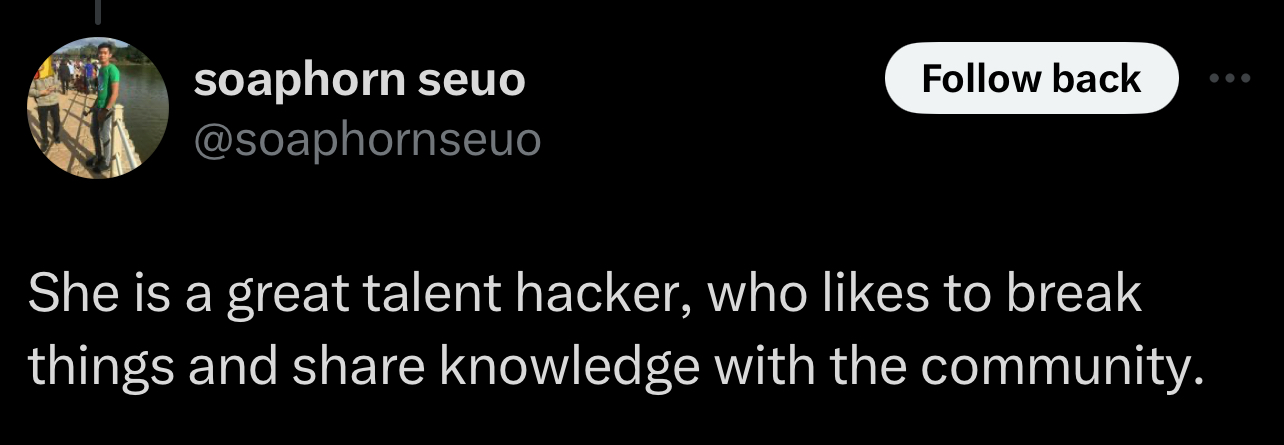 soaphorn seuo
Follow back
@soaphornseuo
She is a great talent hacker, who likes to break
things and share knowledge with the community.